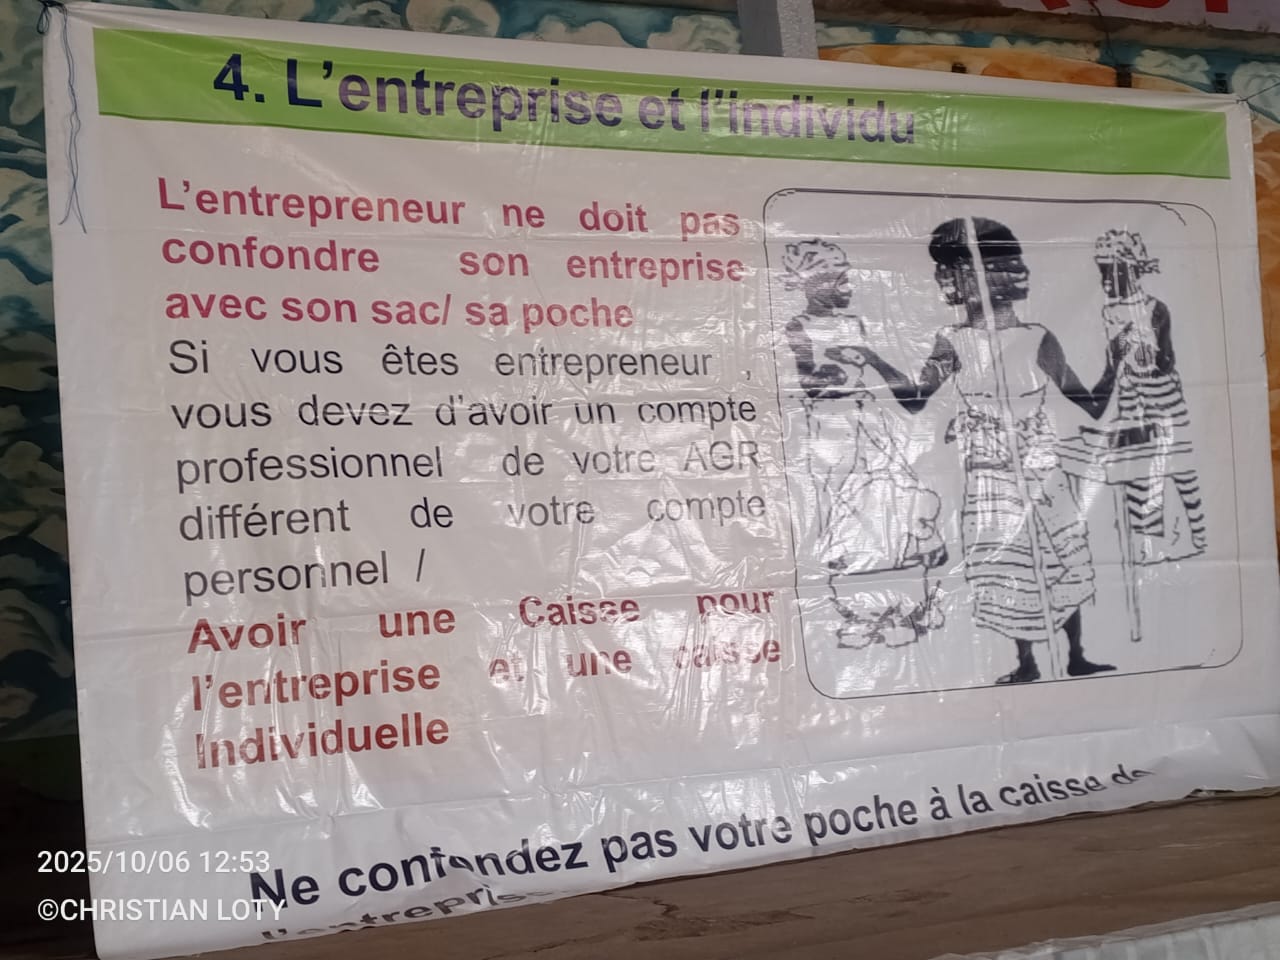 4. L'entreprise et l'individu
L'entrepreneur ne doit pas
confondre son entreprise
avec son sac/ sa poche
Si vous êtes entrepreneur ,
vous devez d'avoir un compte
professionnel de votre AGR
différent de votre compte
personnel /
Avoir une Caisse pour
l'entreprise et une caisse
Individuelle
Ne confondez pas votre poche à la caisse de
l'entreprise
2025/10/06 12:53
©CHRISTIAN LOTY